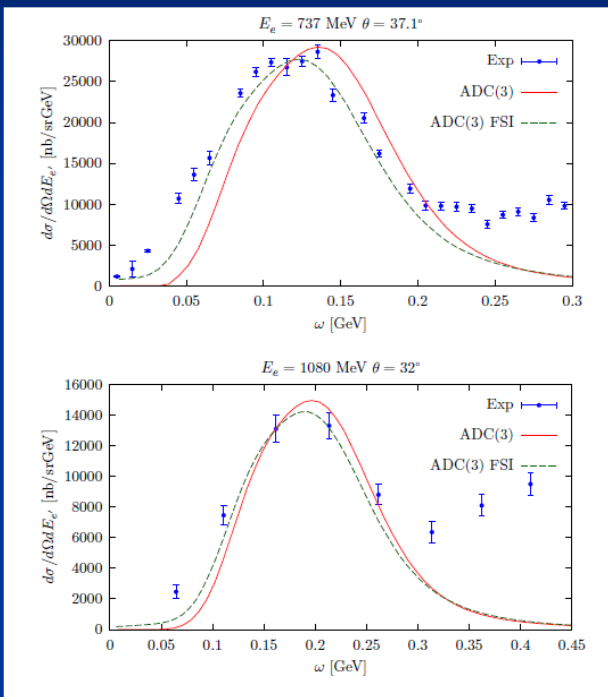 E_e = 737 MeV θ = 37.1°
30000
25000
20000
15000
10000
5000
0
dσ/dΩdE_e′ [nb/srGeV]
Exp
ADC(3)
ADC(3) FSI
0 0.05 0.1 0.15 0.2 0.25 0.3
ω [GeV]
E_e = 1080 MeV θ = 32°
16000
14000
12000
10000
8000
6000
4000
2000
0
dσ/dΩdE_e′ [nb/srGeV]
Exp
ADC(3)
ADC(3) FSI
0 0.05 0.1 0.15 0.2 0.25 0.3 0.35 0.4 0.45
ω [GeV]